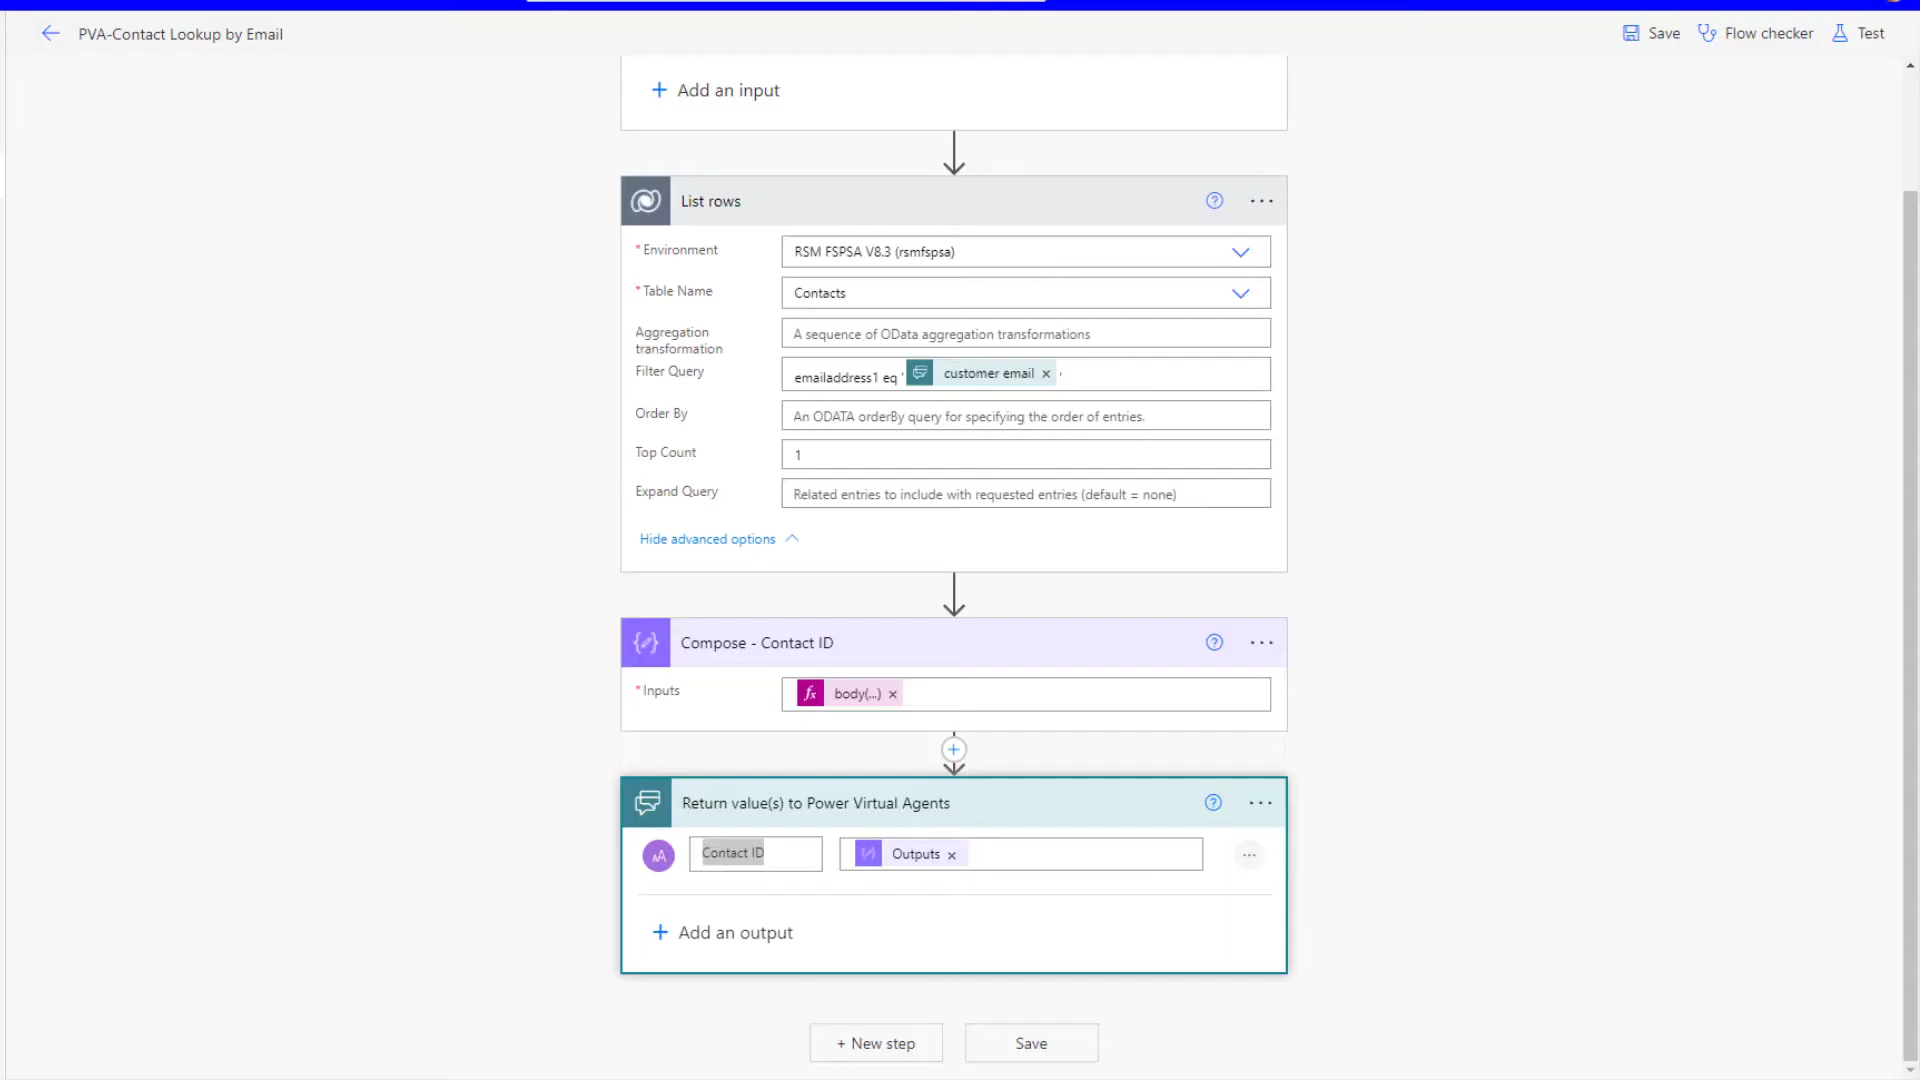 PVA-Contact Lookup by Email
Save
Flow checker
Test
+ Add an input
List rows
* Environment
RSM FSPSA V8.3 (rsmfspsa)
* Table Name
Contacts
Aggregation
transformation
A sequence of OData aggregation transformations
Filter Query
emailaddress1 eq ' customer email × '
Order By
An ODATA orderBy query for specifying the order of entries.
Top Count
1
Expand Query
Related entries to include with requested entries (default = none)
Hide advanced options
Compose - Contact ID
* Inputs
fx body(...) ×
Return value(s) to Power Virtual Agents
Contact ID
Outputs ×
+ Add an output
+ New step
Save